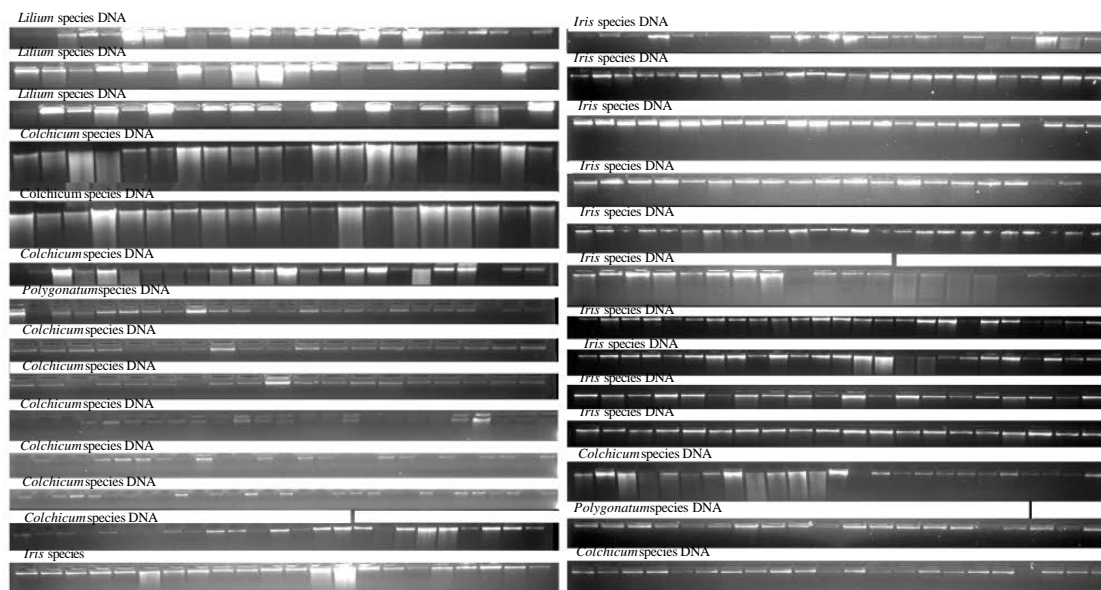 Lilium species DNA
Lilium species DNA
Lilium species DNA
Colchicum species DNA
Colchicum species DNA
Colchicum species DNA
Polygonatum species DNA
Colchicum species DNA
Colchicum species DNA
Colchicum species DNA
Colchicum species DNA
Colchicum species DNA
Colchicum species DNA
Iris species
Iris species DNA
Iris species DNA
Iris species DNA
Iris species DNA
Iris species DNA
Iris species DNA
Iris species DNA
Iris species DNA
Iris species DNA
Iris species DNA
Colchicum species DNA
Polygonatum species DNA
Colchicum species DNA